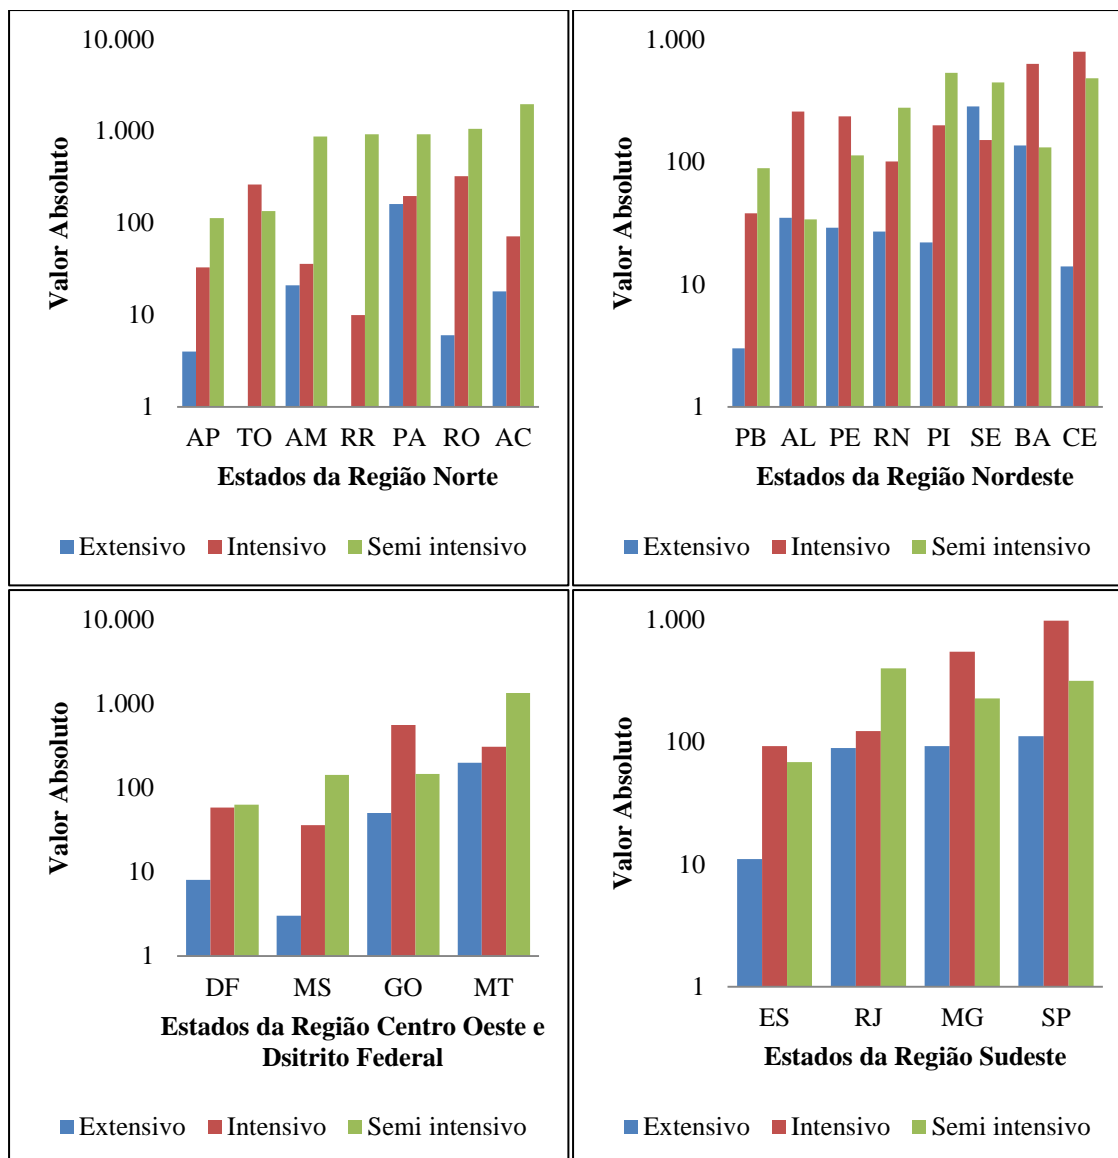 10.000
1.000
100
10
1
Valor Absoluto
AP TO AM RR PA RO AC
Estados da Região Norte
Extensivo Intensivo Semi intensivo
1.000
100
10
1
Valor Absoluto
PB AL PE RN PI SE BA CE
Estados da Região Nordeste
Extensivo Intensivo Semi intensivo
10.000
1.000
100
10
1
Valor Absoluto
DF MS GO MT
Estados da Região Centro Oeste e
Dsitrito Federal
Extensivo Intensivo Semi intensivo
1.000
100
10
1
Valor Absoluto
ES RJ MG SP
Estados da Região Sudeste
Extensivo Intensivo Semi intensivo